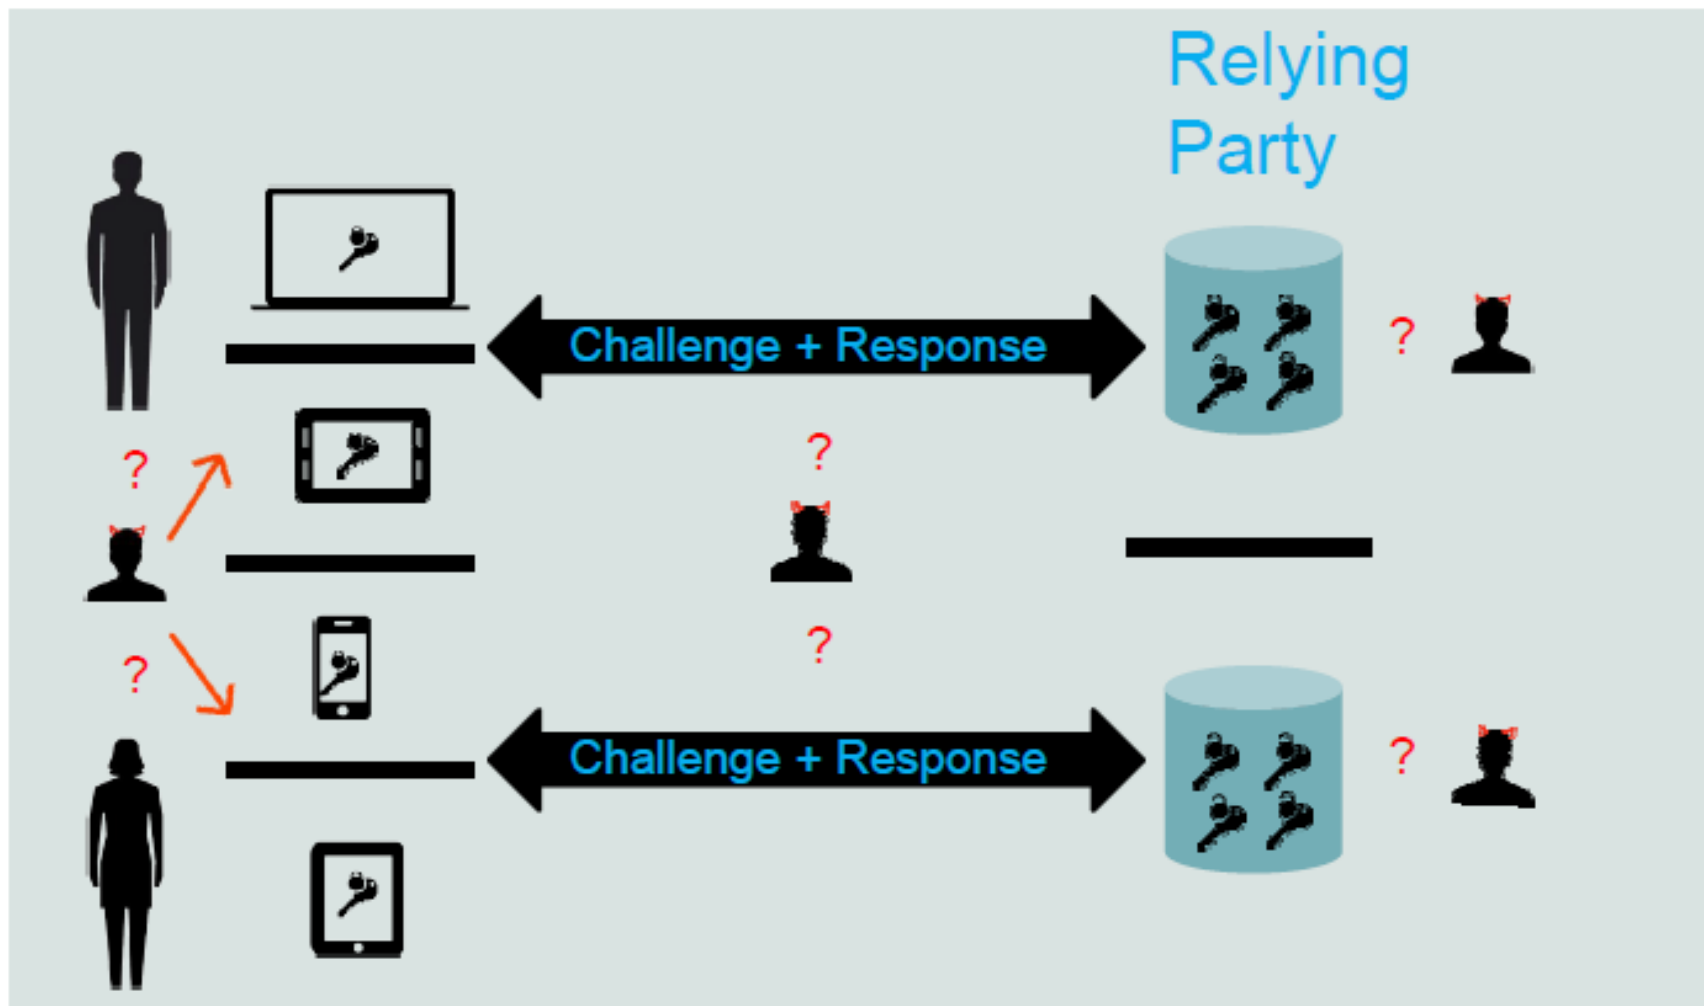 Relying
Party
Challenge + Response
?
?
?
?
?
Challenge + Response
?